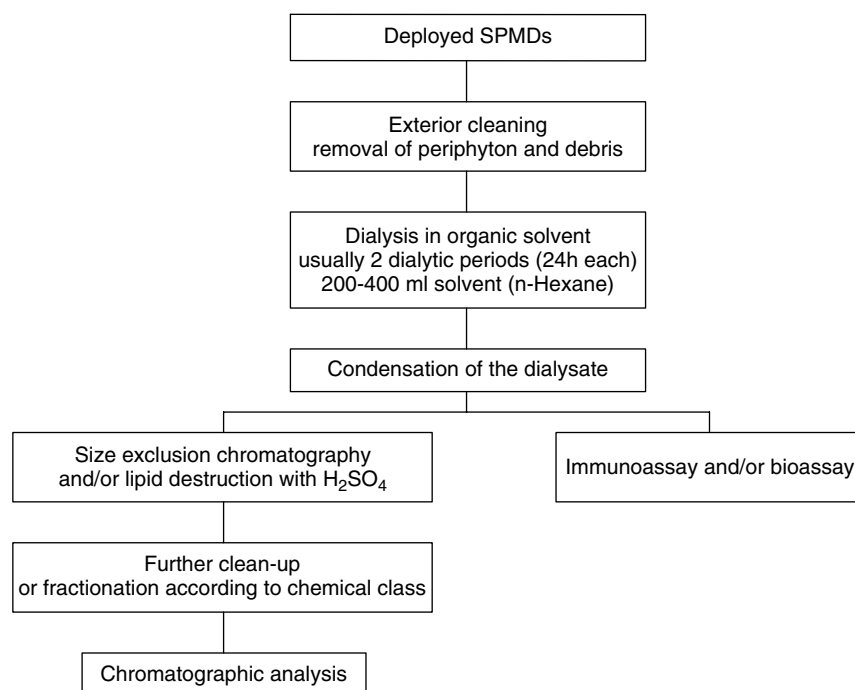 Deployed SPMDs
Exterior cleaning
removal of periphyton and debris
Dialysis in organic solvent
usually 2 dialytic periods (24h each)
200-400 ml solvent (n-Hexane)
Condensation of the dialysate
Size exclusion chromatography
and/or lipid destruction with H₂SO₄
Immunoassay and/or bioassay
Further clean-up
or fractionation according to chemical class
Chromatographic analysis